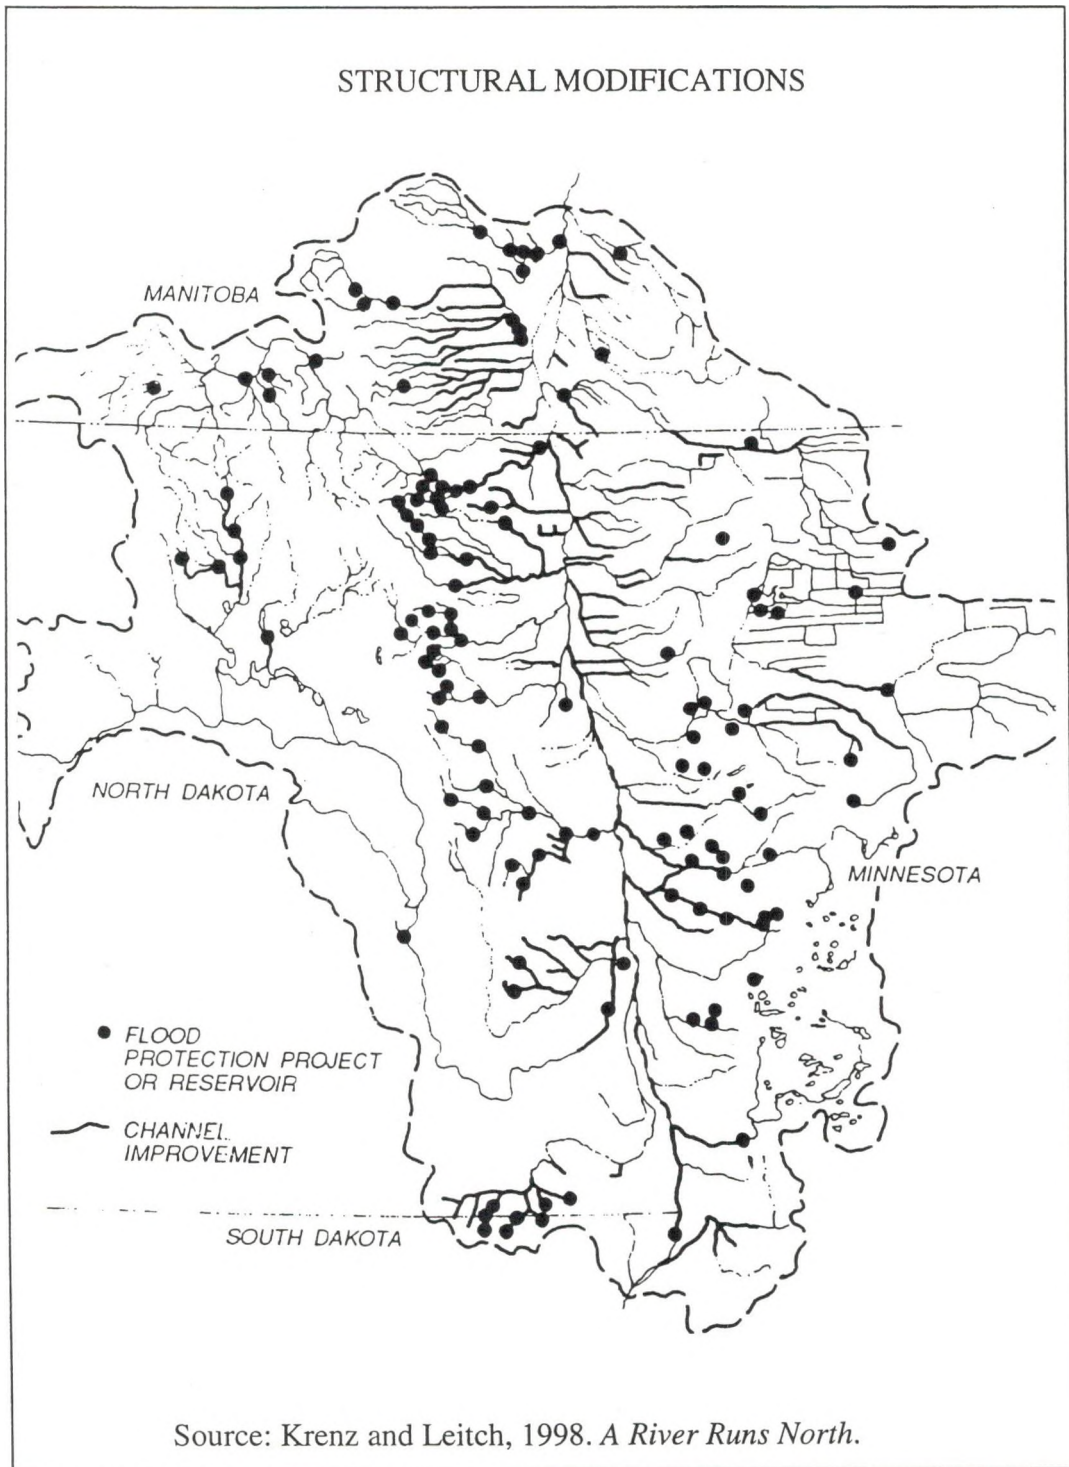 STRUCTURAL MODIFICATIONS
MANITOBA
NORTH DAKOTA
MINNESOTA
FLOOD
PROTECTION PROJECT
OR RESERVOIR
CHANNEL
IMPROVEMENT
SOUTH DAKOTA
Source: Krenz and Leitch, 1998. A River Runs North.